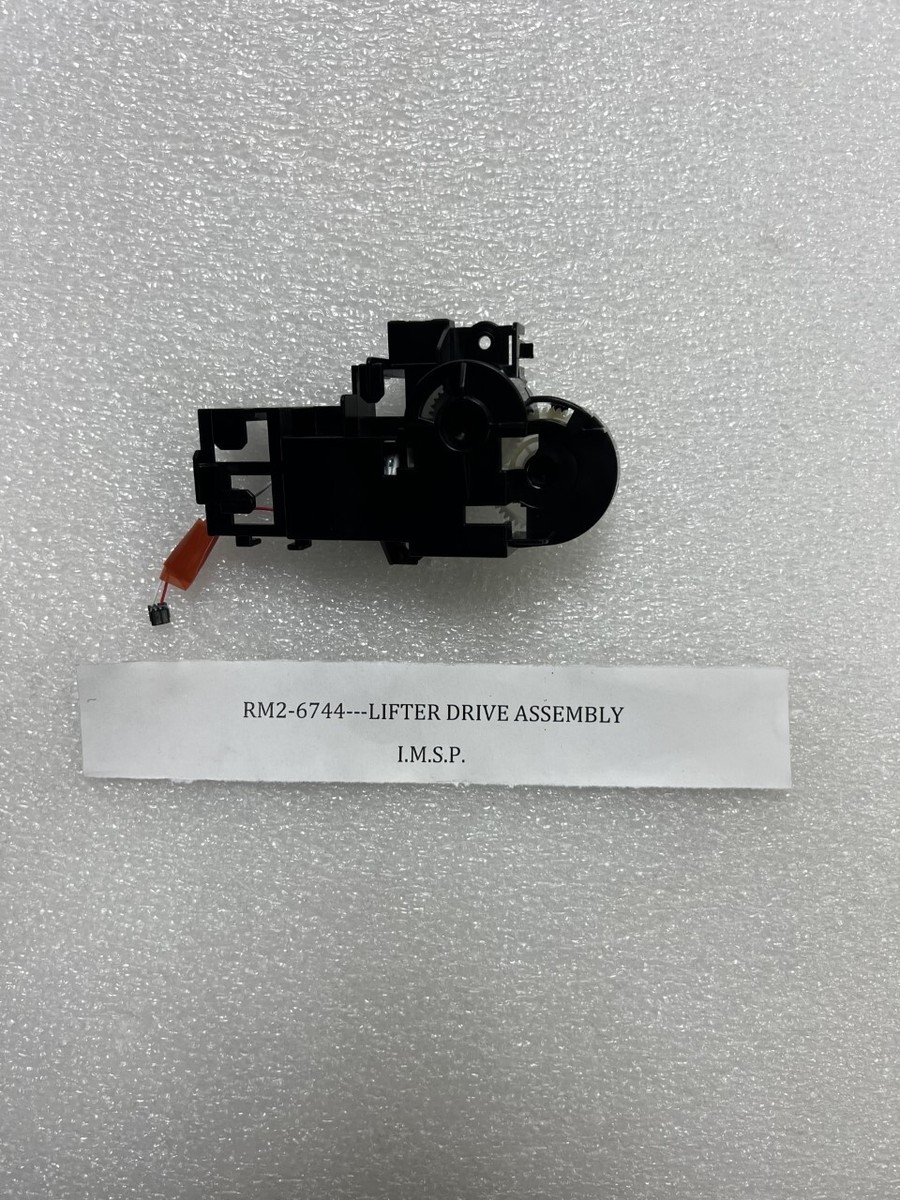 RM2-6744---LIFTER DRIVE ASSEMBLY
I.M.S.P.